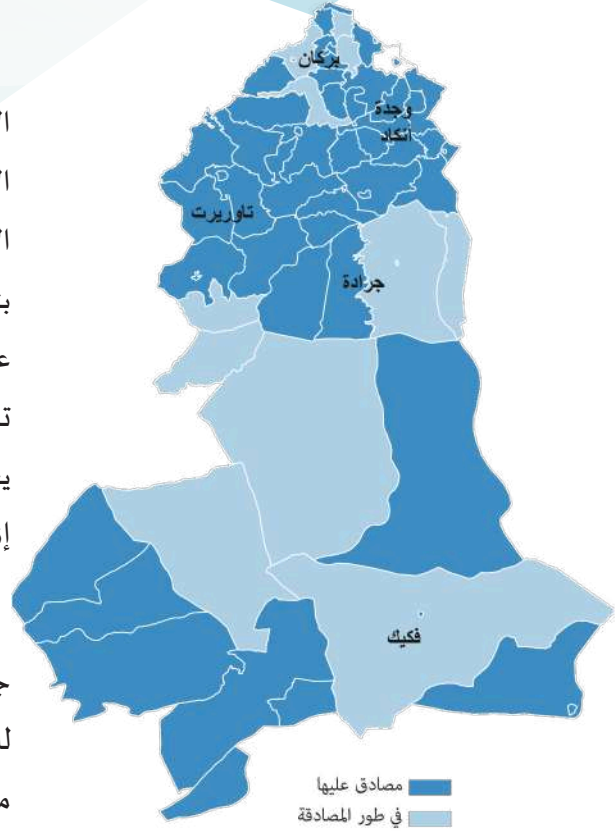 بركان
وجدة
أنكاد
تاوريرت
جرادة
فكيك
مصادق عليها
في طور المصادقة